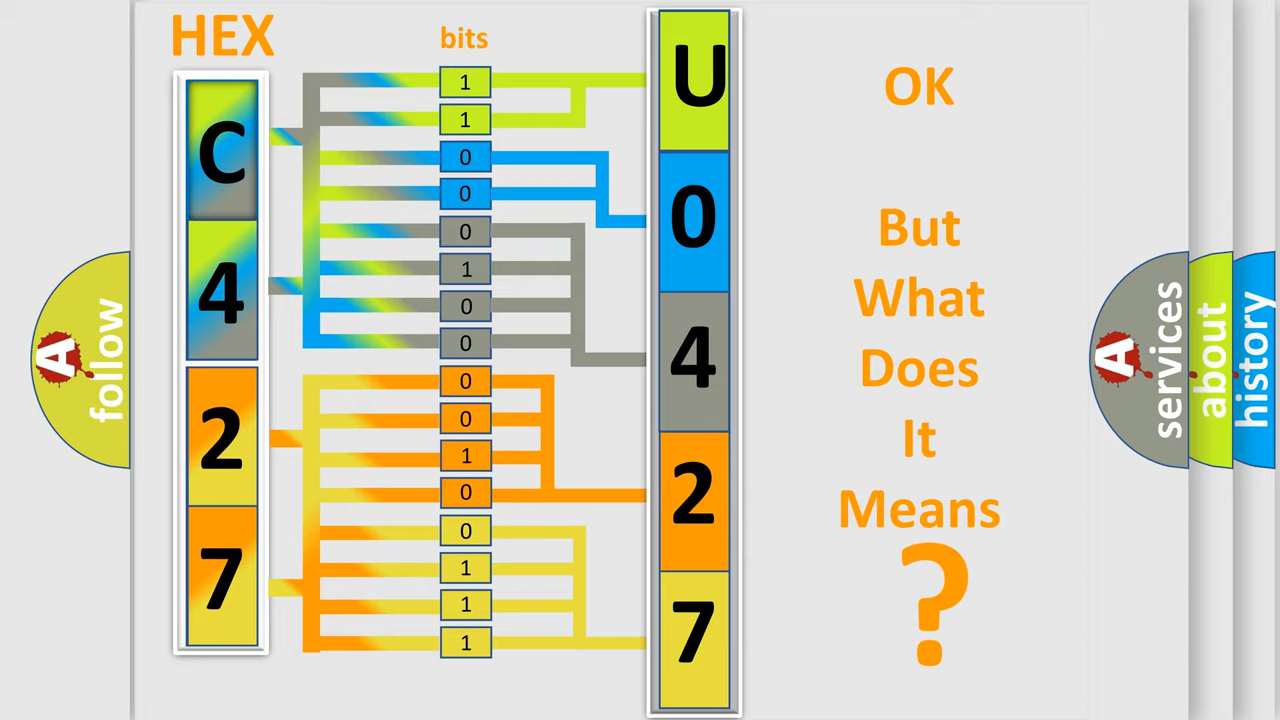 HEX
bits
C
4
2
7
1
1
0
0
0
1
0
0
0
0
1
0
0
1
1
1
U
0
4
2
7
OK
But
What
Does
It
Means
?
A
follow
A
services
about
history